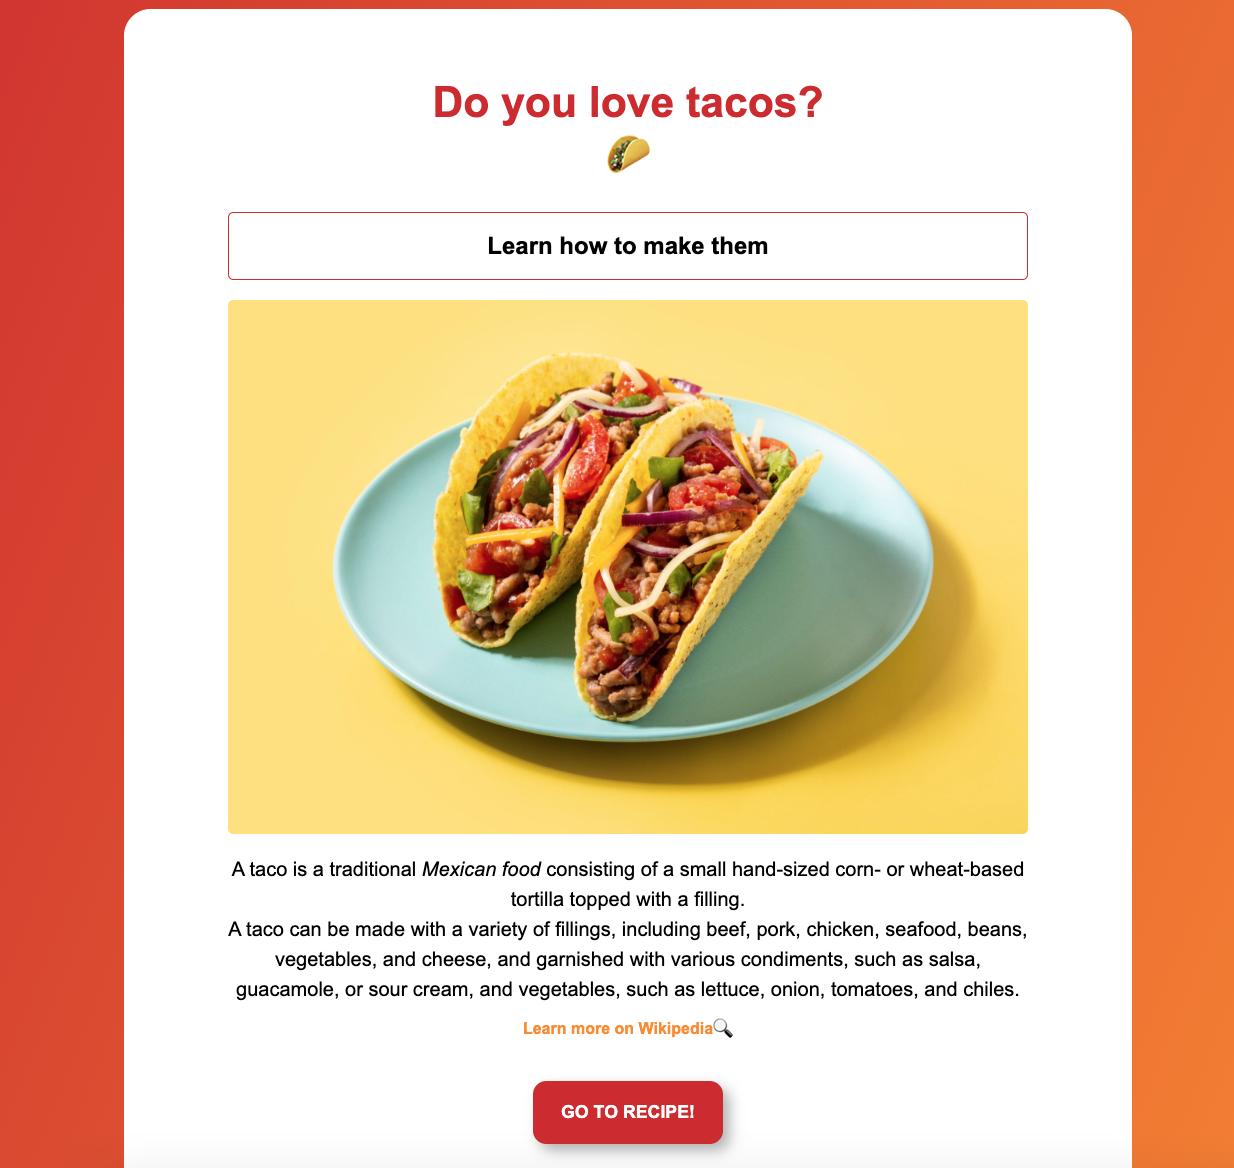 Do you love tacos?
🌮
Learn how to make them
A taco is a traditional Mexican food consisting of a small hand-sized corn- or wheat-based
tortilla topped with a filling.
A taco can be made with a variety of fillings, including beef, pork, chicken, seafood, beans,
vegetables, and cheese, and garnished with various condiments, such as salsa,
guacamole, or sour cream, and vegetables, such as lettuce, onion, tomatoes, and chiles.
Learn more on Wikipedia🔍
GO TO RECIPE!